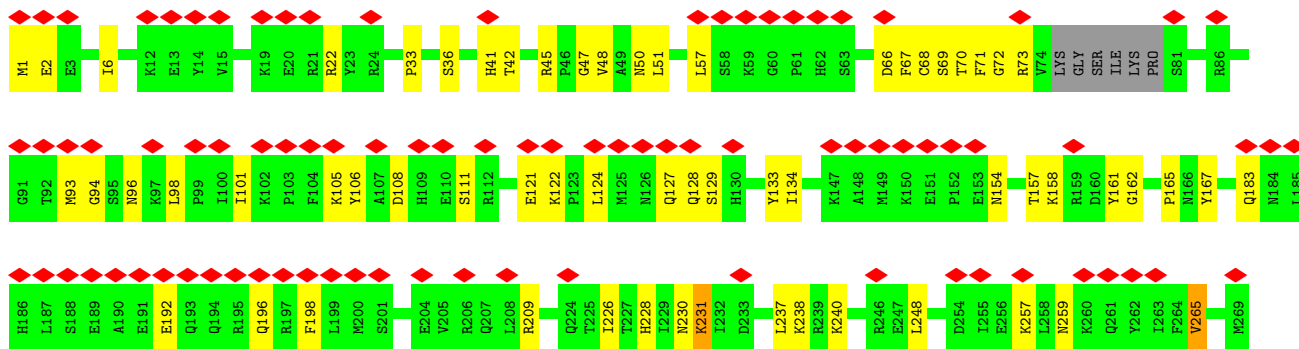 M1 E2 E3 I6 K12 E13 Y14 V15 K19 E20 R21 R22 Y23 R24 P33 S36 H41 T42 R45 P46 G47 V48 A49 N50 L51 L57 S58 K59 G60 P61 H62 S63 D66 F67 C68 S69 T70 F71 G72 R73 V74 LYS GLY SER ILE LYS PRO S81 R86
G91 T92 M93 G94 S95 N96 K97 L98 P99 I100 I101 K102 P103 F104 K105 Y106 A107 D108 H109 E110 S111 R112 E121 K122 P123 L124 M125 N126 Q127 Q128 S129 H130 Y133 I134 K147 A148 M149 K150 E151 P152 E153 N154 T157 K158 R159 D160 Y161 G162 P165 N166 Y167 Q183 N184 L185
H186 L187 S188 E189 A190 E191 E192 Q193 Q194 R195 Q196 R197 F198 L199 M200 S201 E204 V205 R206 Q207 L208 R209 Q224 T225 I226 T227 H228 I229 N230 K231 I232 D233 L237 K238 R239 K240 R246 E247 L248 D254 I255 E256 K257 L258 N259 K260 Q261 Y262 I263 F264 V265 M269